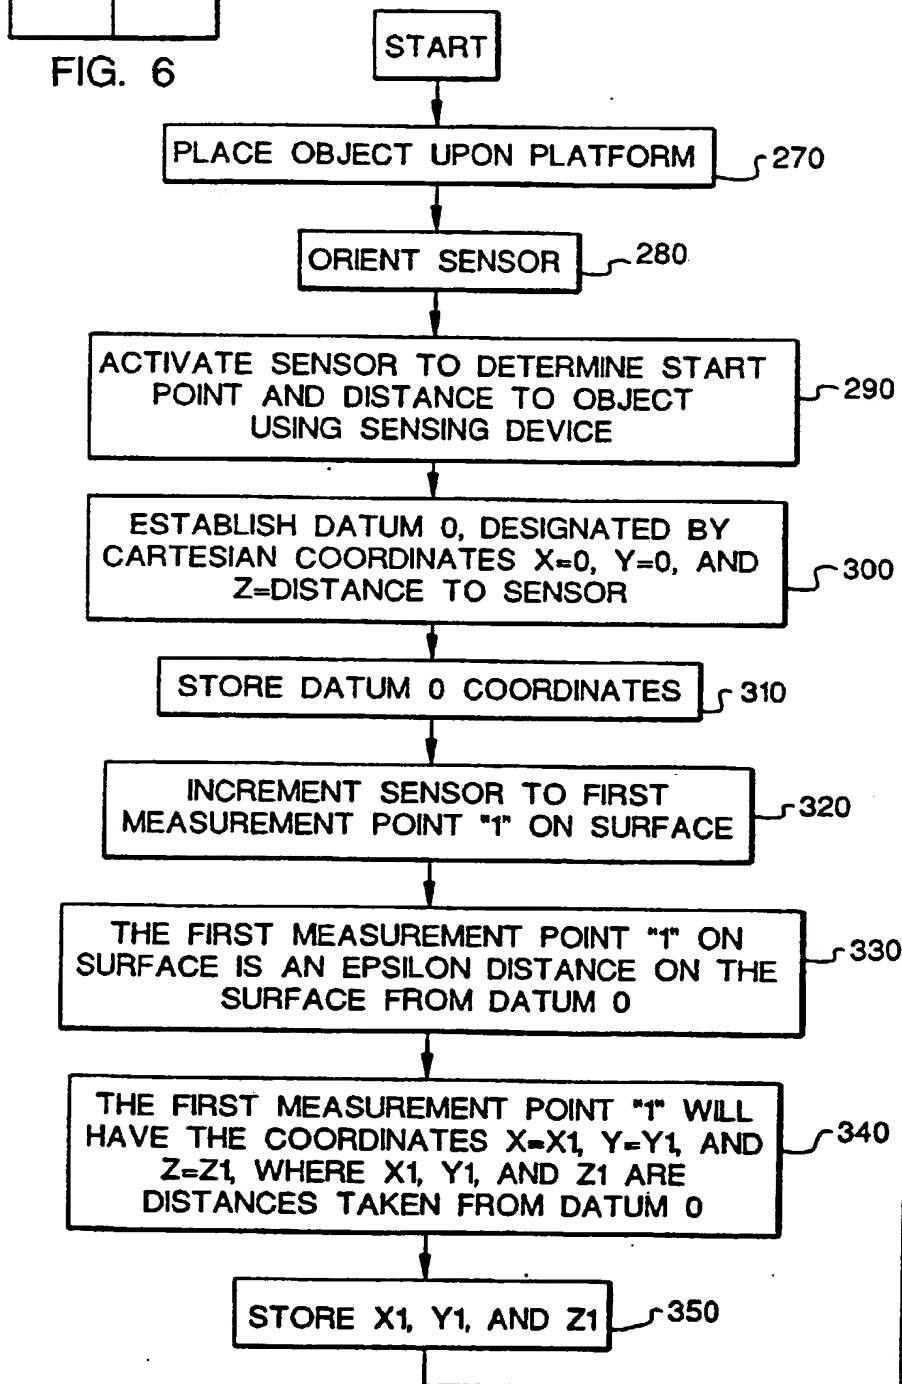 FIG. 6
START
PLACE OBJECT UPON PLATFORM
270
ORIENT SENSOR
280
ACTIVATE SENSOR TO DETERMINE START
POINT AND DISTANCE TO OBJECT
USING SENSING DEVICE
290
ESTABLISH DATUM 0, DESIGNATED BY
CARTESIAN COORDINATES X=0, Y=0, AND
Z=DISTANCE TO SENSOR
300
STORE DATUM 0 COORDINATES
310
INCREMENT SENSOR TO FIRST
MEASUREMENT POINT "1" ON SURFACE
320
THE FIRST MEASUREMENT POINT "1" ON
SURFACE IS AN EPSILON DISTANCE ON THE
SURFACE FROM DATUM 0
330
THE FIRST MEASUREMENT POINT "1" WILL
HAVE THE COORDINATES X=X1, Y=Y1, AND
Z=Z1, WHERE X1, Y1, AND Z1 ARE
DISTANCES TAKEN FROM DATUM 0
340
STORE X1, Y1, AND Z1
350